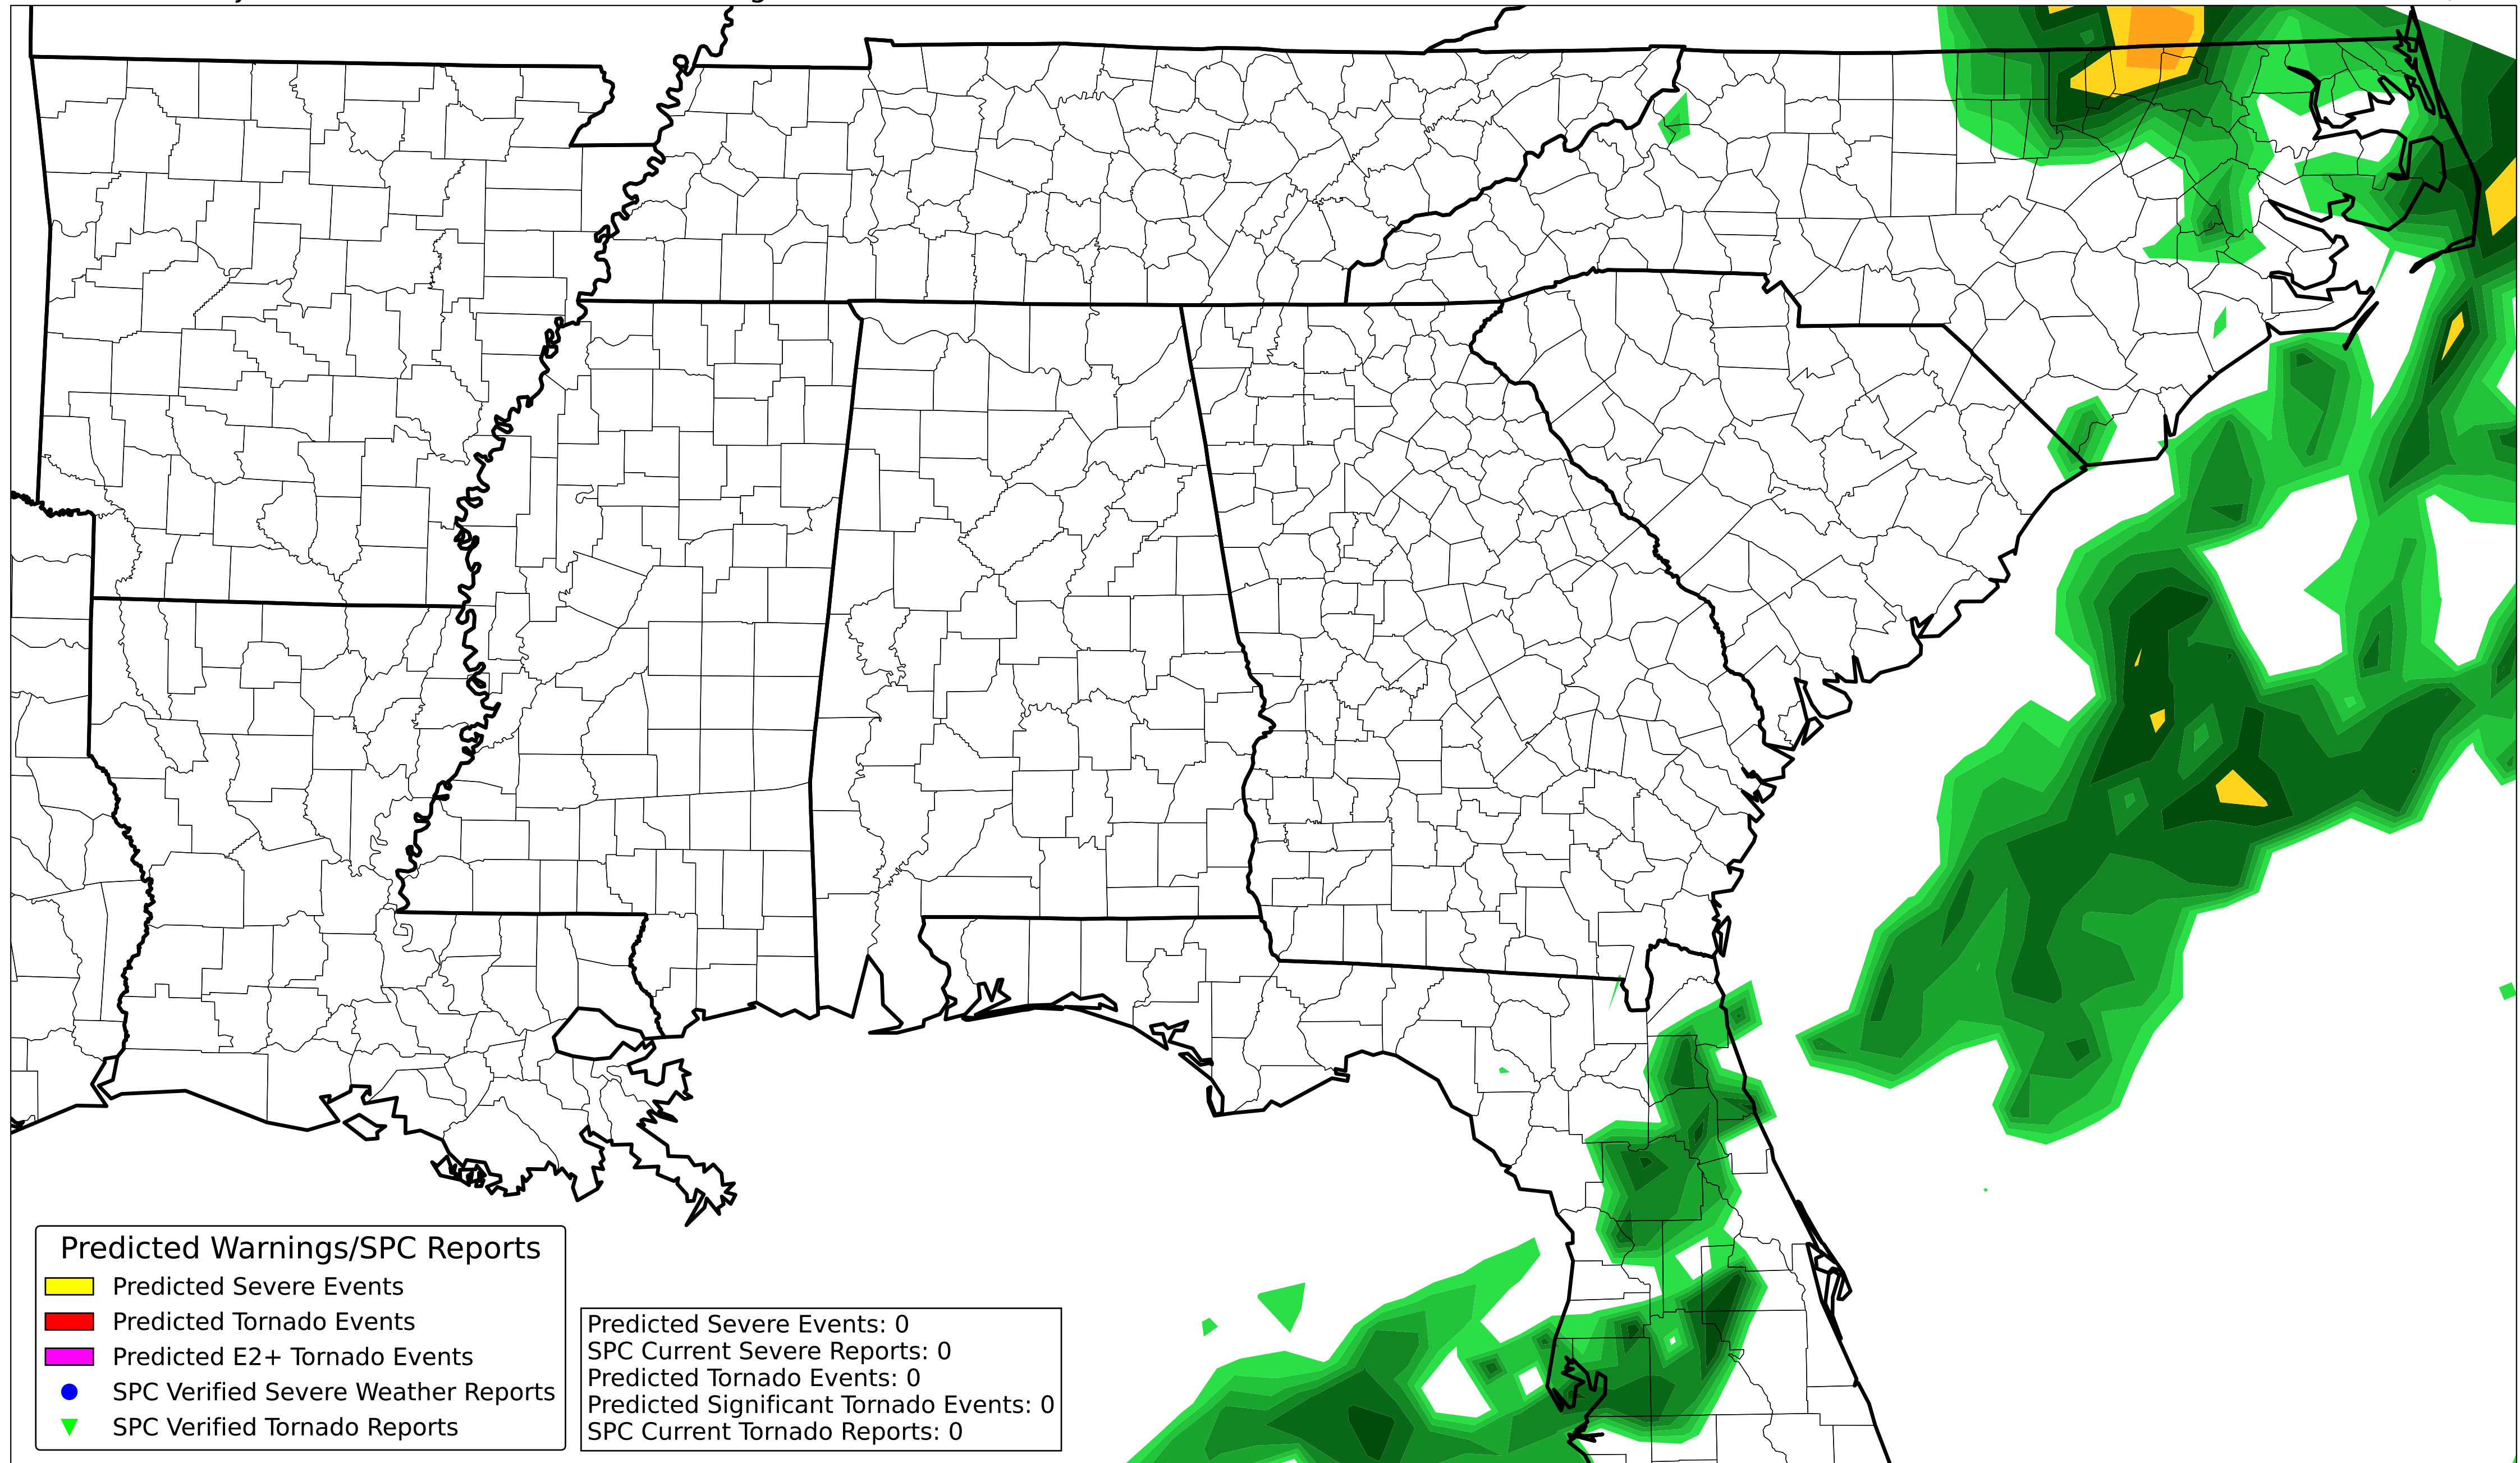 Predicted Warnings/SPC Reports
Predicted Severe Events
Predicted Tornado Events
Predicted E2+ Tornado Events
SPC Verified Severe Weather Reports
SPC Verified Tornado Reports
Predicted Severe Events: 0
SPC Current Severe Reports: 0
Predicted Tornado Events: 0
Predicted Significant Tornado Events: 0
SPC Current Tornado Reports: 0